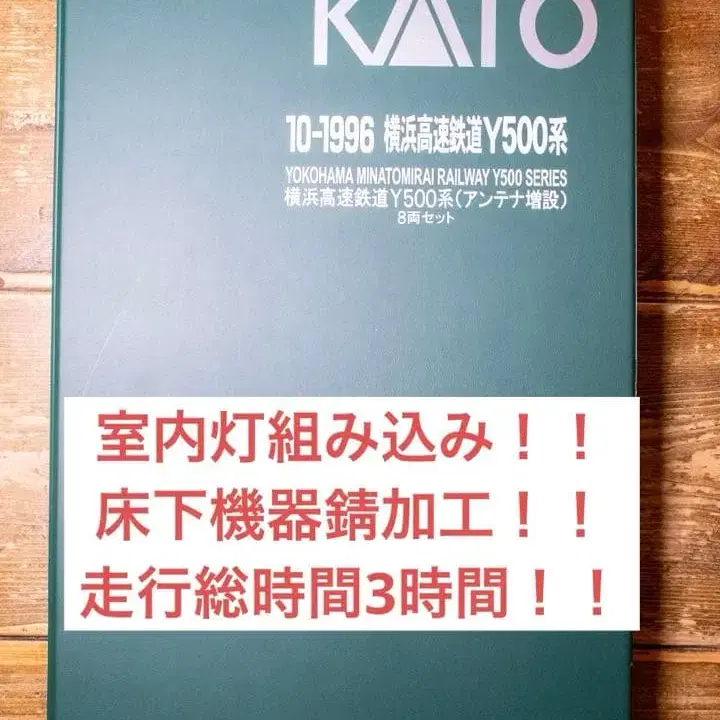 KATO
10-1996 横浜高速鉄道Y500系
YOKOHAMA MINATOMIRAI RAILWAY Y500 SERIES
横浜高速鉄道Y500系(アンテナ増設)
8両セット
室内灯組み込み！！
床下機器錆加工！！
走行総時間3時間！！